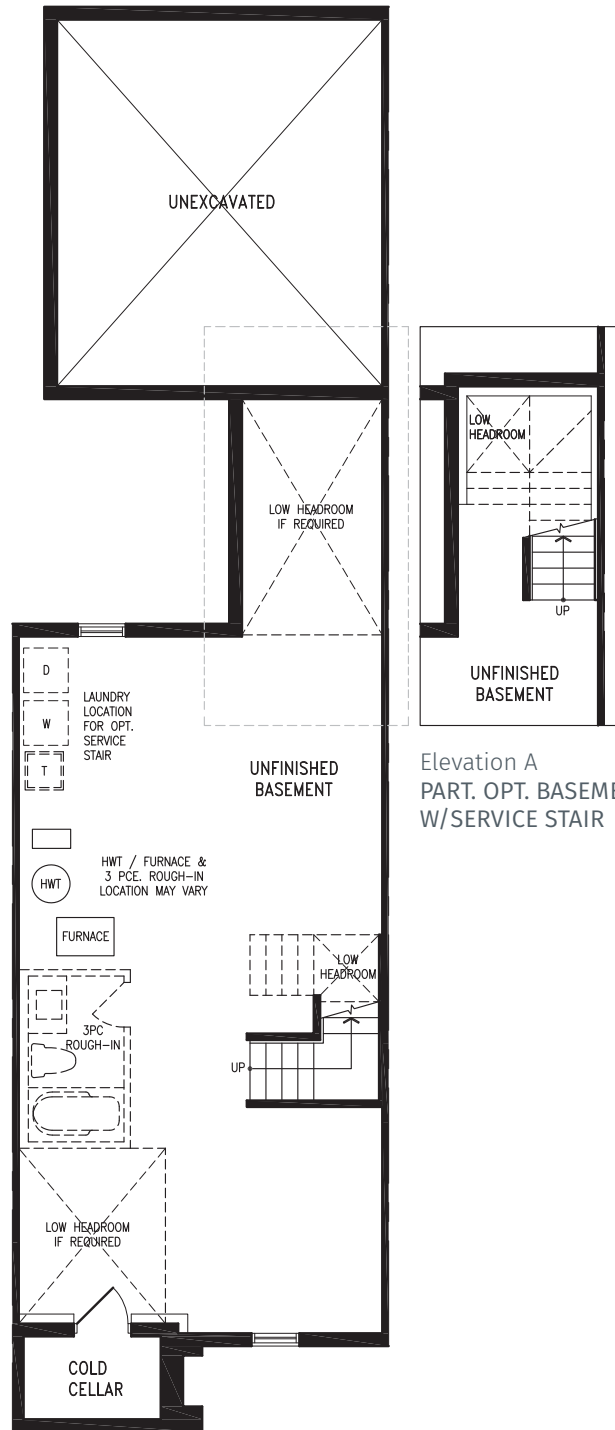 UNEXCAVATED
LOW HEADROOM
IF REQUIRED
LOW
HEADROOM
UP
UNFINISHED
BASEMENT
Elevation A
PART. OPT. BASEME
W/SERVICE STAIR
D
W
T
LAUNDRY
LOCATION
FOR OPT.
SERVICE
STAIR
UNFINISHED
BASEMENT
HWT
HWT / FURNACE &
3 PCE. ROUGH-IN
LOCATION MAY VARY
FURNACE
LOW
HEADROOM
3PC
ROUGH-IN
UP
LOW HEADROOM
IF REQUIRED
COLD
CELLAR